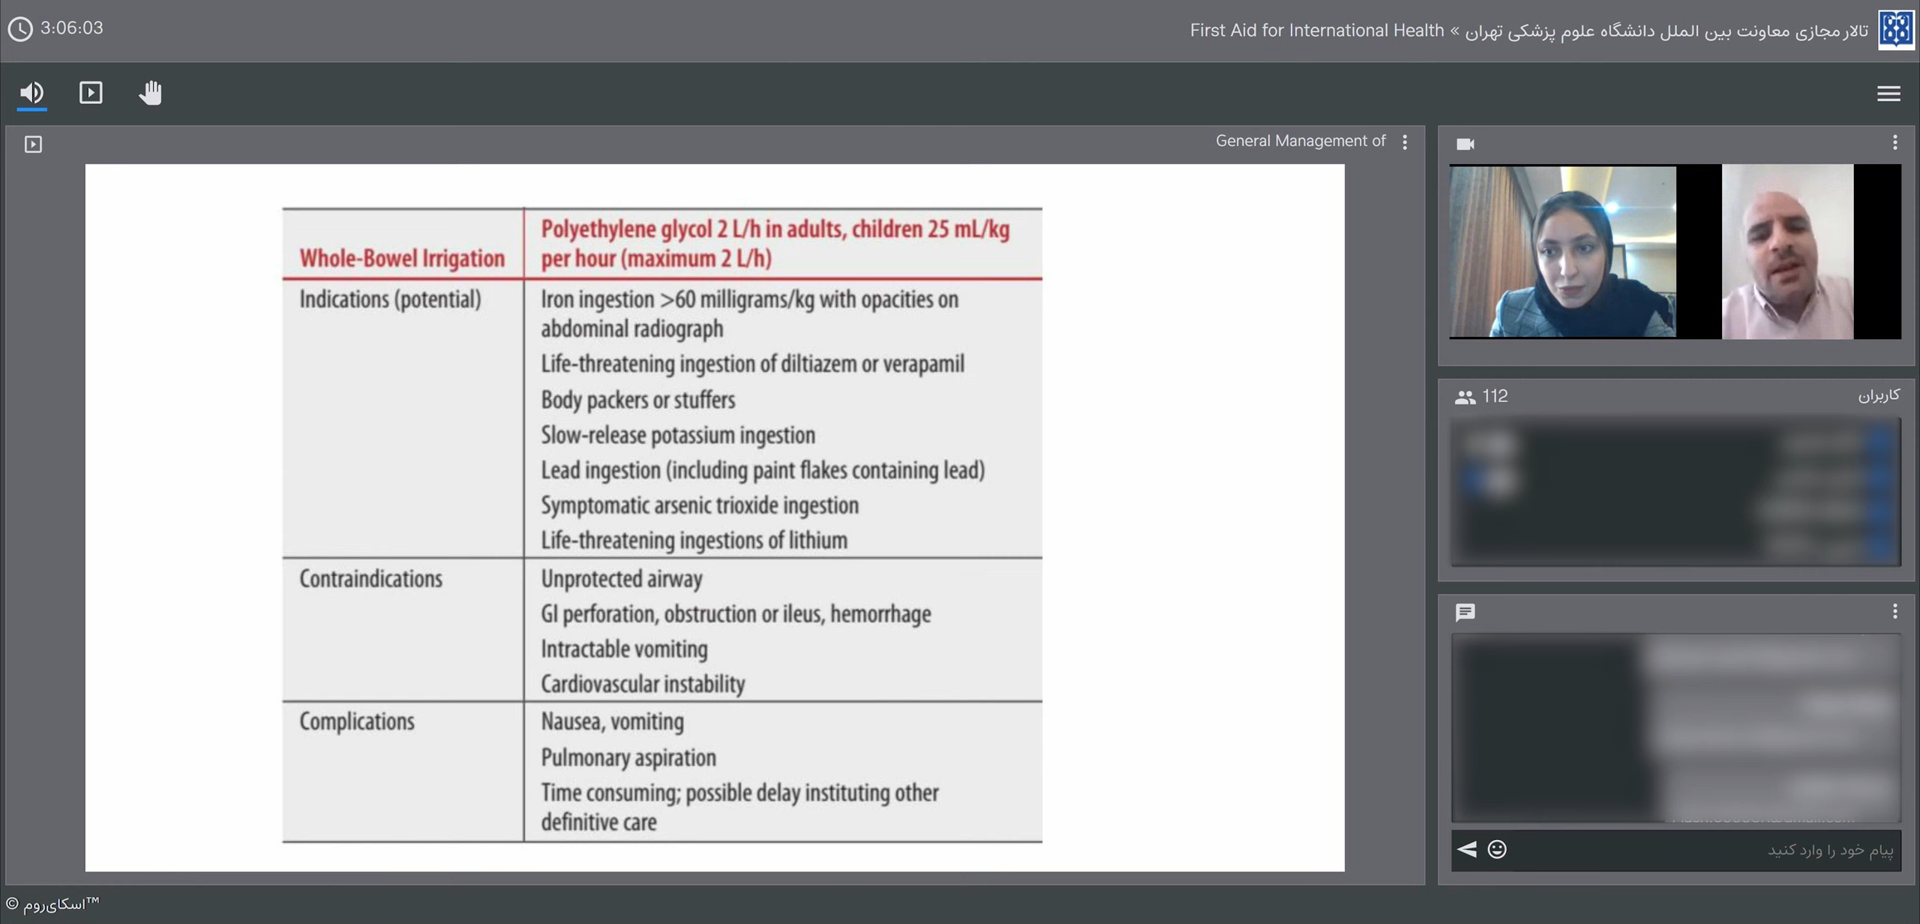 3:06:03
تالار مجازی معاونت بین الملل دانشگاه علوم پزشکی تهران » First Aid for International Health
General Management of
Whole-Bowel Irrigation
Polyethylene glycol 2 L/h in adults, children 25 mL/kg
per hour (maximum 2 L/h)
Indications (potential)
Iron ingestion >60 milligrams/kg with opacities on
abdominal radiograph
Life-threatening ingestion of diltiazem or verapamil
Body packers or stuffers
Slow-release potassium ingestion
Lead ingestion (including paint flakes containing lead)
Symptomatic arsenic trioxide ingestion
Life-threatening ingestions of lithium
Contraindications
Unprotected airway
GI perforation, obstruction or ileus, hemorrhage
Intractable vomiting
Cardiovascular instability
Complications
Nausea, vomiting
Pulmonary aspiration
Time consuming; possible delay instituting other
definitive care
کاربران
112
پیام خود را وارد کنید
© اسکای‌روم™